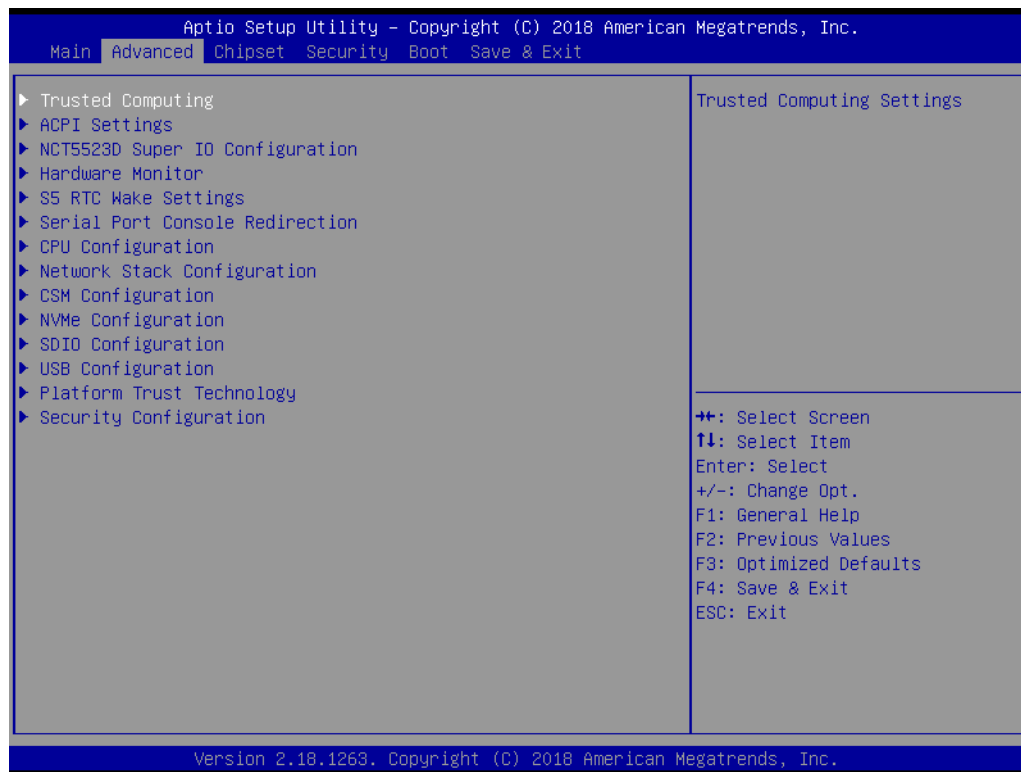 Aptio Setup Utility – Copyright (C) 2018 American Megatrends, Inc.
Main Advanced Chipset Security Boot Save & Exit
Trusted Computing
ACPI Settings
NCT5523D Super IO Configuration
Hardware Monitor
S5 RTC Wake Settings
Serial Port Console Redirection
CPU Configuration
Network Stack Configuration
CSM Configuration
NVMe Configuration
SDIO Configuration
USB Configuration
Platform Trust Technology
Security Configuration
Trusted Computing Settings
→←: Select Screen
↑↓: Select Item
Enter: Select
+/-: Change Opt.
F1: General Help
F2: Previous Values
F3: Optimized Defaults
F4: Save & Exit
ESC: Exit
Version 2.18.1263. Copyright (C) 2018 American Megatrends, Inc.